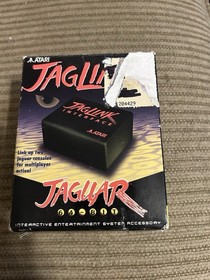 ATARI
JAGLIN
204429
JAGLINK
INTERFACE
ATARI
Link up two
Jaguar consoles
for multiplayer
action!
JAGUAR
64-BIT
INTERACTIVE ENTERTAINMENT SYSTEM ACCESSORY